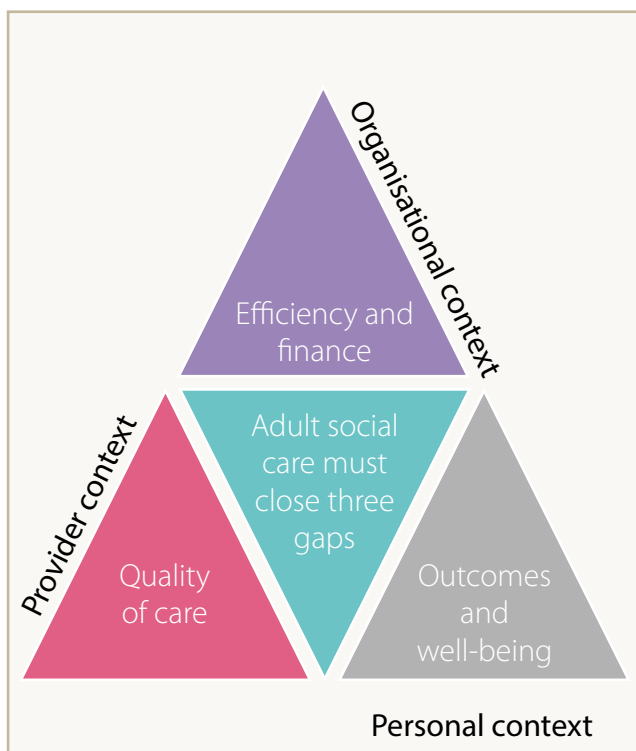 Organisational context
Efficiency and
finance
Provider context
Adult social
care must
close three
gaps
Quality
of care
Outcomes
and
well-being
Personal context